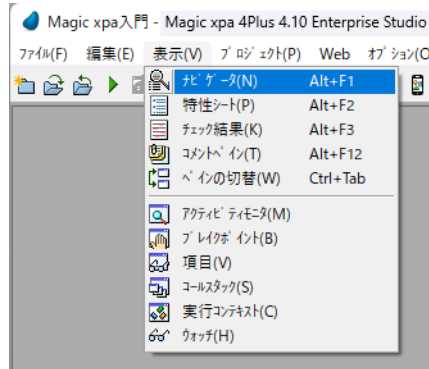 Magic xpa入門 - Magic xpa 4Plus 4.10 Enterprise Studio
ﾌｧｲﾙ(F) 編集(E) 表示(V) ﾌﾟﾛｼﾞｪｸﾄ(P) Web ｵﾌﾟｼｮﾝ(O
ﾅﾋﾞｹﾞｰﾀ(N) Alt+F1
特性ｼｰﾄ(P) Alt+F2
ﾁｪｯｸ結果(K) Alt+F3
ｺﾒﾝﾄﾍﾟｲﾝ(T) Alt+F12
ﾍﾟｲﾝの切替(W) Ctrl+Tab
ｱｸﾃｨﾋﾞﾃｨﾓﾆﾀ(M)
ﾌﾞﾚｲｸﾎﾟｲﾝﾄ(B)
項目(V)
ｺｰﾙｽﾀｯｸ(S)
実行ｺﾝﾃｷｽﾄ(C)
ｳｫｯﾁ(H)